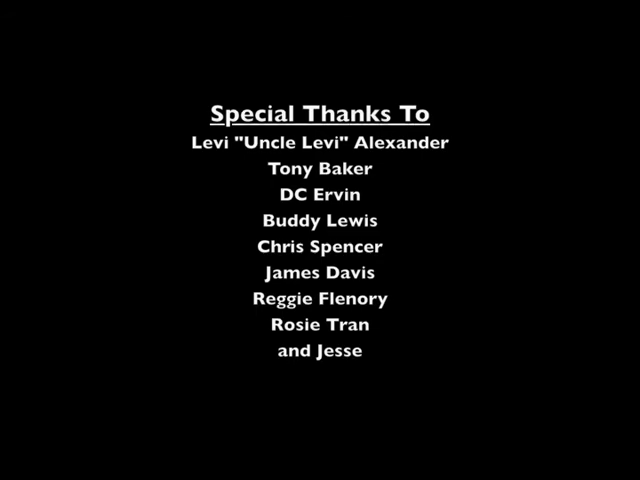 Special Thanks To
Levi "Uncle Levi" Alexander
Tony Baker
DC Ervin
Buddy Lewis
Chris Spencer
James Davis
Reggie Flenory
Rosie Tran
and Jesse